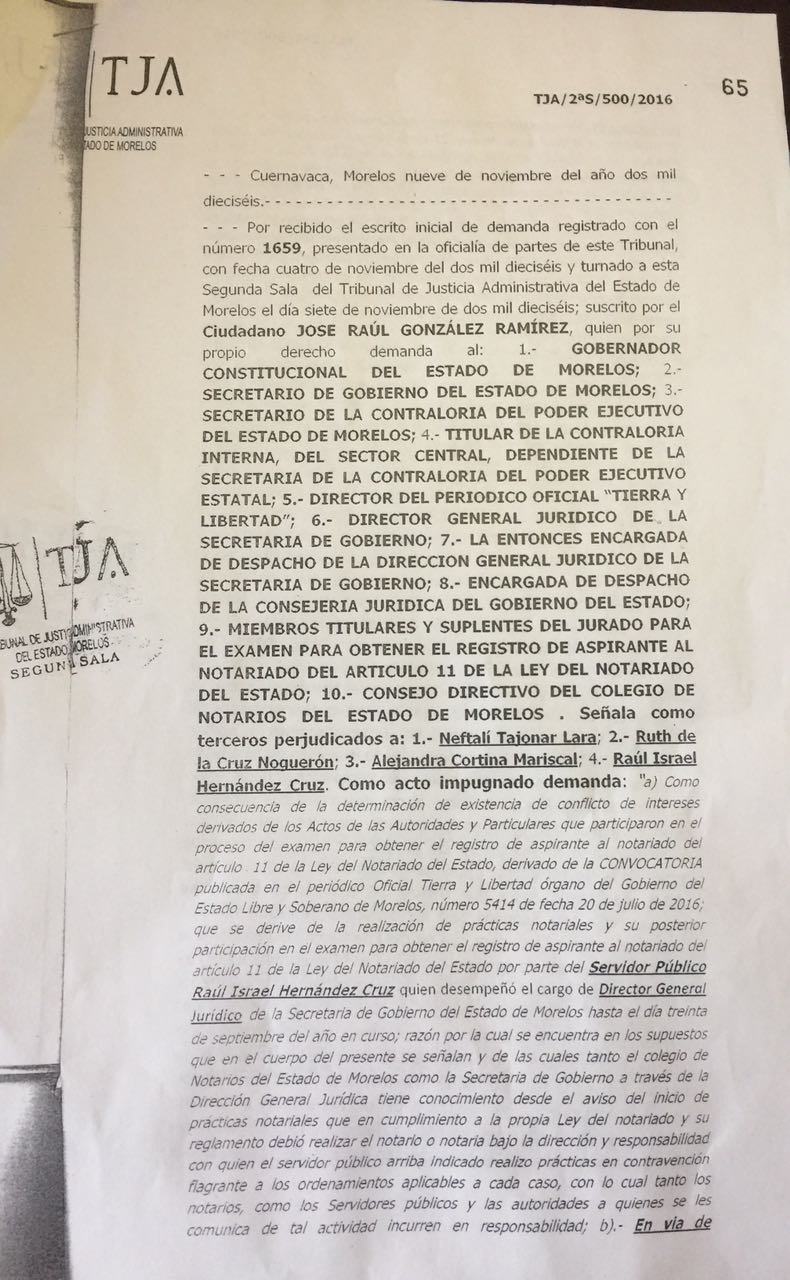 TJA
JUSTICIA ADMINISTRATIVA
ADO DE MORELOS
TJA/2ªS/500/2016
65
- - - Cuernavaca, Morelos nueve de noviembre del año dos mil
dieciséis.- - - - - - - - - - - - - - - - - - - - - - - - - - - - - - - - - - - - -
- - - Por recibido el escrito inicial de demanda registrado con el
número 1659, presentado en la oficialía de partes de este Tribunal,
con fecha cuatro de noviembre del dos mil dieciséis y turnado a esta
Segunda Sala del Tribunal de Justicia Administrativa del Estado de
Morelos el día siete de noviembre de dos mil dieciséis; suscrito por el
Ciudadano JOSE RAÚL GONZÁLEZ RAMÍREZ, quien por su
propio derecho demanda al: 1.- GOBERNADOR
CONSTITUCIONAL DEL ESTADO DE MORELOS; 2.-
SECRETARIO DE GOBIERNO DEL ESTADO DE MORELOS; 3.-
SECRETARIO DE LA CONTRALORIA DEL PODER EJECUTIVO
DEL ESTADO DE MORELOS; 4.- TITULAR DE LA CONTRALORIA
INTERNA, DEL SECTOR CENTRAL, DEPENDIENTE DE LA
SECRETARIA DE LA CONTRALORIA DEL PODER EJECUTIVO
ESTATAL; 5.- DIRECTOR DEL PERIODICO OFICIAL “TIERRA Y
LIBERTAD”; 6.- DIRECTOR GENERAL JURIDICO DE LA
SECRETARIA DE GOBIERNO; 7.- LA ENTONCES ENCARGADA
DE DESPACHO DE LA DIRECCION GENERAL JURIDICO DE LA
SECRETARIA DE GOBIERNO; 8.- ENCARGADA DE DESPACHO
DE LA CONSEJERIA JURIDICA DEL GOBIERNO DEL ESTADO;
9.- MIEMBROS TITULARES Y SUPLENTES DEL JURADO PARA
EL EXAMEN PARA OBTENER EL REGISTRO DE ASPIRANTE AL
NOTARIADO DEL ARTICULO 11 DE LA LEY DEL NOTARIADO
DEL ESTADO; 10.- CONSEJO DIRECTIVO DEL COLEGIO DE
NOTARIOS DEL ESTADO DE MORELOS . Señala como
terceros perjudicados a: 1.- Neftalí Tajonar Lara; 2.- Ruth de
la Cruz Noguerón; 3.- Alejandra Cortina Mariscal; 4.- Raúl Israel
Hernández Cruz. Como acto impugnado demanda: "a) Como
consecuencia de la determinación de existencia de conflicto de intereses
derivados de los Actos de las Autoridades y Particulares que participaron en el
proceso del examen para obtener el registro de aspirante al notariado del
artículo 11 de la Ley del Notariado del Estado, derivado de la CONVOCATORIA
publicada en el periódico Oficial Tierra y Libertad órgano del Gobierno del
Estado Libre y Soberano de Morelos, número 5414 de fecha 20 de julio de 2016;
que se derive de la realización de prácticas notariales y su posterior
participación en el examen para obtener el registro de aspirante al notariado del
artículo 11 de la Ley del Notariado del Estado por parte del Servidor Público
Raúl Israel Hernández Cruz quien desempeñó el cargo de Director General
Jurídico de la Secretaria de Gobierno del Estado de Morelos hasta el día treinta
de septiembre del año en curso; razón por la cual se encuentra en los supuestos
que en el cuerpo del presente se señalan y de las cuales tanto el colegio de
Notarios del Estado de Morelos como la Secretaria de Gobierno a través de la
Dirección General Jurídica tiene conocimiento desde el aviso del inicio de
prácticas notariales que en cumplimiento a la propia Ley del notariado y su
reglamento debió realizar el notario o notaria bajo la dirección y responsabilidad
con quien el servidor público arriba indicado realizo prácticas en contravención
flagrante a los ordenamientos aplicables a cada caso, con lo cual tanto los
notarios, como los Servidores públicos y las autoridades a quienes se les
comunica de tal actividad incurren en responsabilidad; b).- En via de
TJA
BUNAL DE JUSTICIA ADMINISTRATIVA
DEL ESTADO MORELOS
SEGUNDA SALA